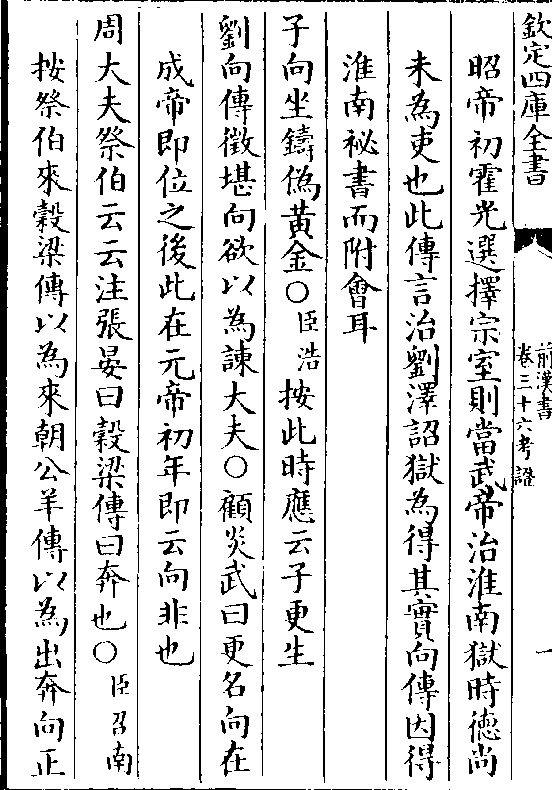 欽定四庫全書
前漢書
卷三十六考證
一
昭帝初霍光選擇宗室則當武帝治淮南獄時德尚
未為吏也此傳言治劉澤詔獄為得其實向傳因得
淮南祕書而附會耳
子向坐鑄偽黃金○臣浩按此時應云子更生
劉向傳徵堪向欲以為諫大夫○顧炎武曰更名向在
成帝即位之後此在元帝初年即云向非也
周大夫祭伯云云注張晏曰穀梁傳曰奔也○臣召南
按祭伯來穀梁傳以為來朝公羊傳以為出奔向正